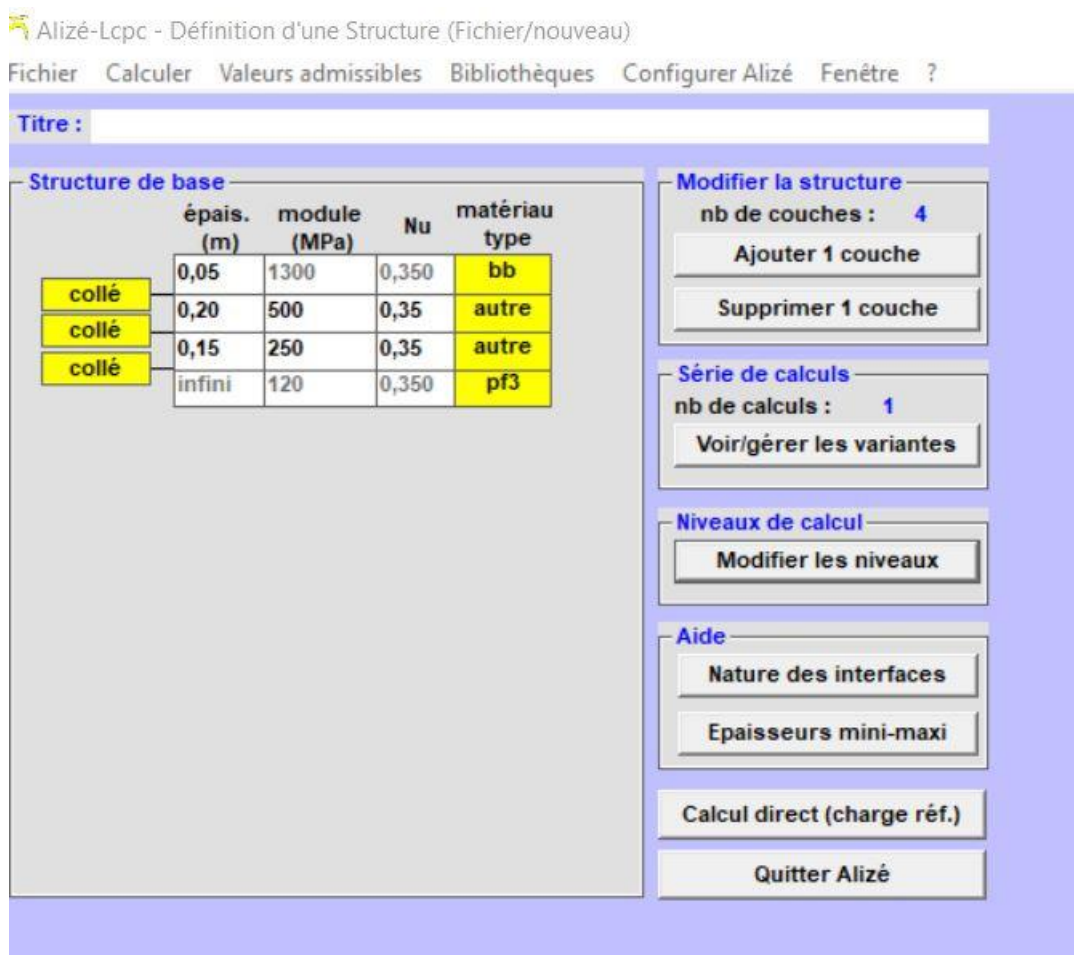 Alizé-Lcpc - Définition d'une Structure (Fichier/nouveau)
Fichier Calculer Valeurs admissibles Bibliothèques Configurer Alizé Fenêtre ?
Titre :
Structure de base
épais. (m) module (MPa) Nu matériau type
0,05 1300 0,350 bb
collé
0,20 500 0,35 autre
collé
0,15 250 0,35 autre
collé
infini 120 0,350 pf3
Modifier la structure
nb de couches : 4
Ajouter 1 couche
Supprimer 1 couche
Série de calculs
nb de calculs : 1
Voir/gérer les variantes
Niveaux de calcul
Modifier les niveaux
Aide
Nature des interfaces
Epaisseurs mini-maxi
Calcul direct (charge réf.)
Quitter Alizé